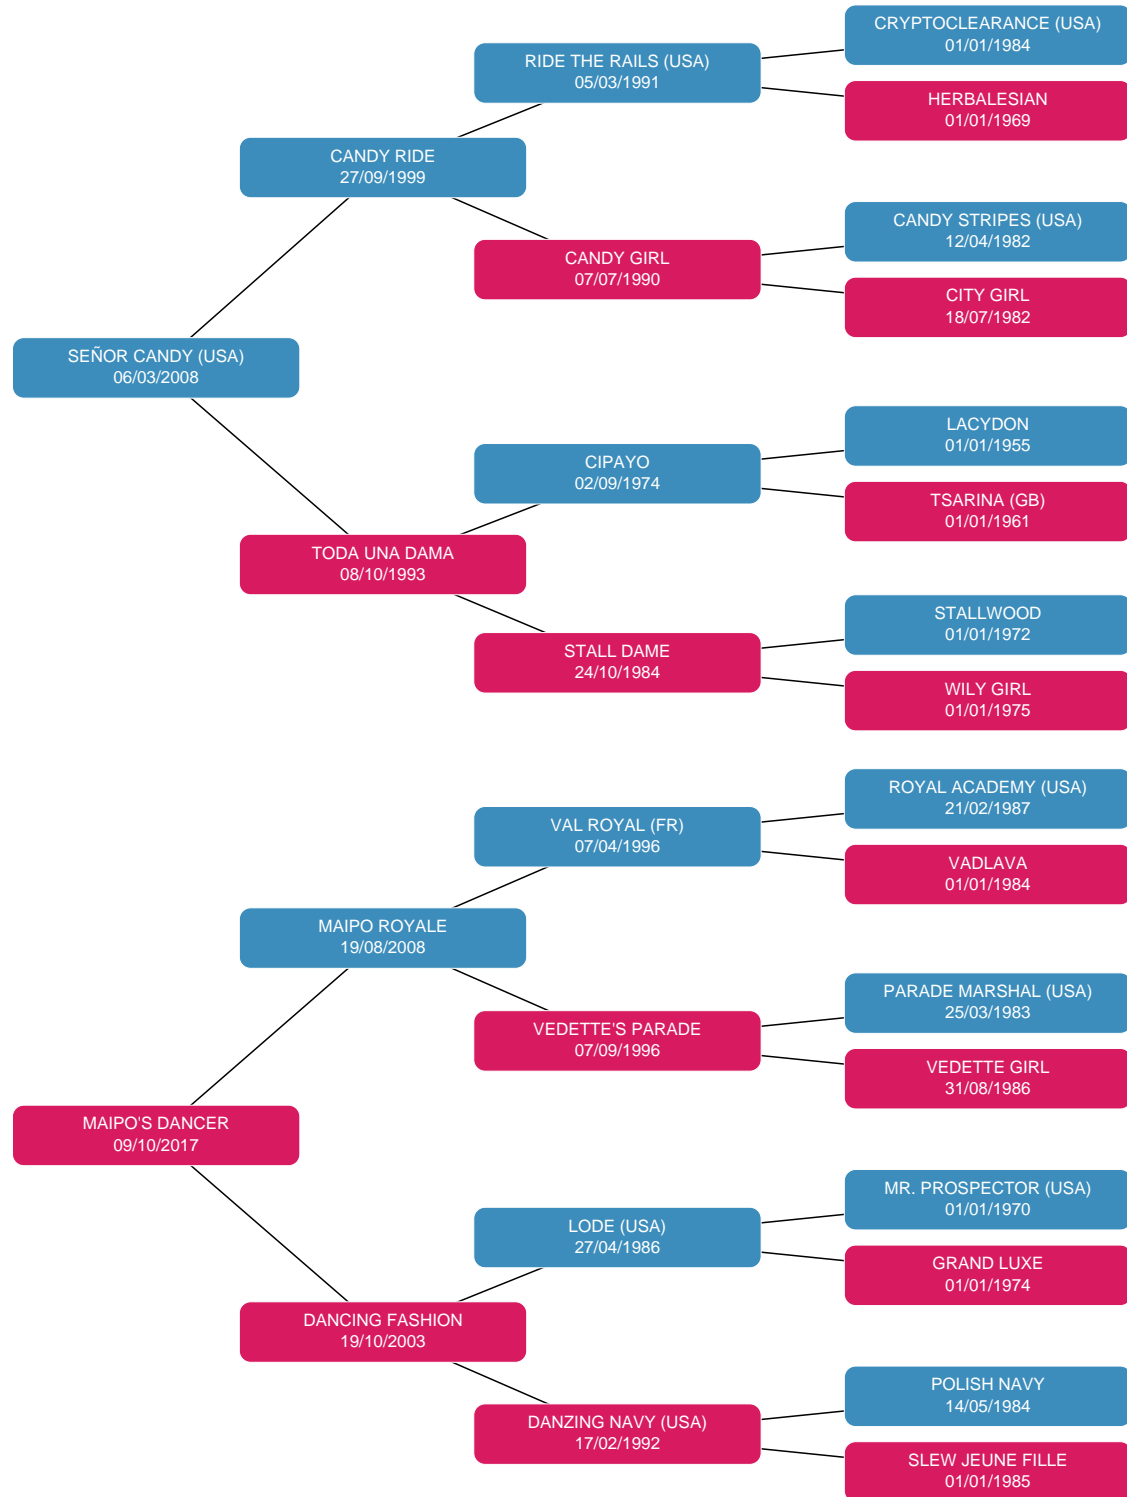 CRYPTOCLEARANCE (USA)
01/01/1984
RIDE THE RAILS (USA)
05/03/1991
HERBALESIAN
01/01/1969
CANDY RIDE
27/09/1999
CANDY STRIPES (USA)
12/04/1982
CANDY GIRL
07/07/1990
CITY GIRL
18/07/1982
SEÑOR CANDY (USA)
06/03/2008
LACYDON
01/01/1955
CIPAYO
02/09/1974
TSARINA (GB)
01/01/1961
TODA UNA DAMA
08/10/1993
STALLWOOD
01/01/1972
STALL DAME
24/10/1984
WILY GIRL
01/01/1975
ROYAL ACADEMY (USA)
21/02/1987
VAL ROYAL (FR)
07/04/1996
VADLAVA
01/01/1984
MAIPO ROYALE
19/08/2008
PARADE MARSHAL (USA)
25/03/1983
VEDETTE'S PARADE
07/09/1996
VEDETTE GIRL
31/08/1986
MAIPO'S DANCER
09/10/2017
MR. PROSPECTOR (USA)
01/01/1970
LODE (USA)
27/04/1986
GRAND LUXE
01/01/1974
DANCING FASHION
19/10/2003
POLISH NAVY
14/05/1984
DANZING NAVY (USA)
17/02/1992
SLEW JEUNE FILLE
01/01/1985